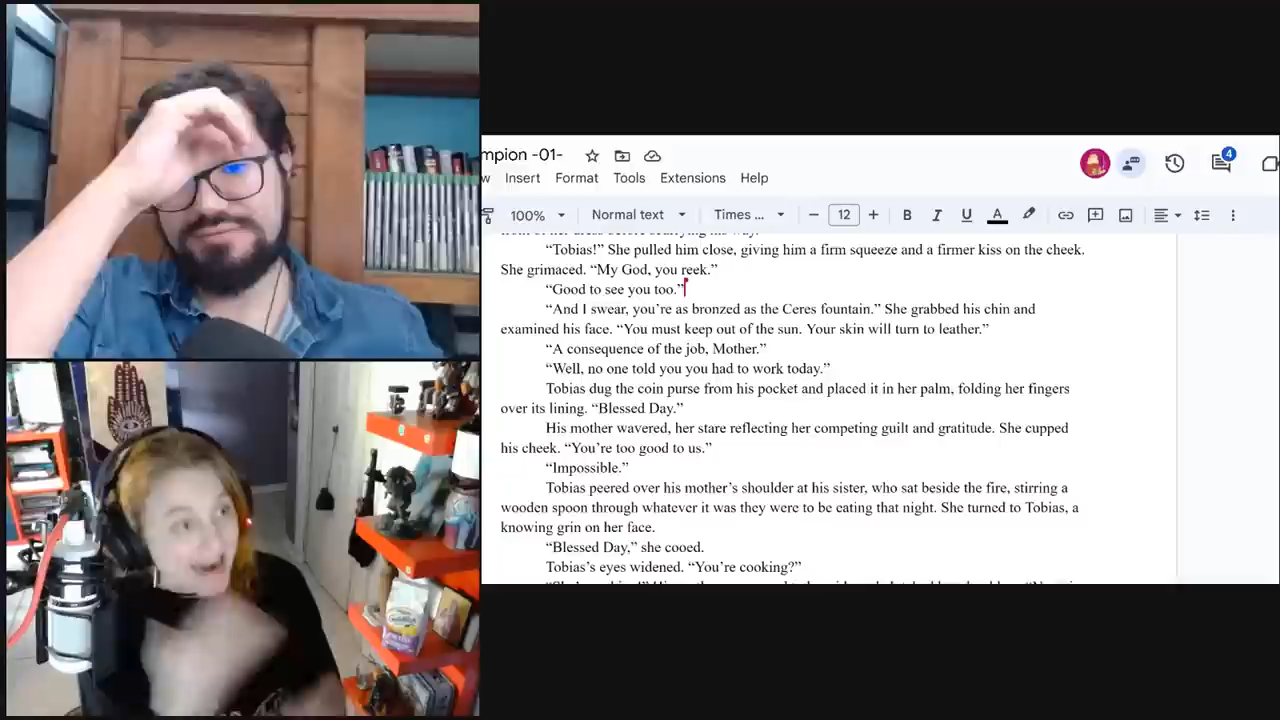 mpion -01-
w Insert Format Tools Extensions Help
4
100% Normal text Times ... − 12 + B I U A
“Tobias!” She pulled him close, giving him a firm squeeze and a firmer kiss on the cheek.
She grimaced. “My God, you reek.”
“Good to see you too.”
“And I swear, you’re as bronzed as the Ceres fountain.” She grabbed his chin and
examined his face. “You must keep out of the sun. Your skin will turn to leather.”
“A consequence of the job, Mother.”
“Well, no one told you you had to work today.”
Tobias dug the coin purse from his pocket and placed it in her palm, folding her fingers
over its lining. “Blessed Day.”
His mother wavered, her stare reflecting her competing guilt and gratitude. She cupped
his cheek. “You’re too good to us.”
“Impossible.”
Tobias peered over his mother’s shoulder at his sister, who sat beside the fire, stirring a
wooden spoon through whatever it was they were to be eating that night. She turned to Tobias, a
knowing grin on her face.
“Blessed Day,” she cooed.
Tobias’s eyes widened. “You’re cooking?”
Goldfish